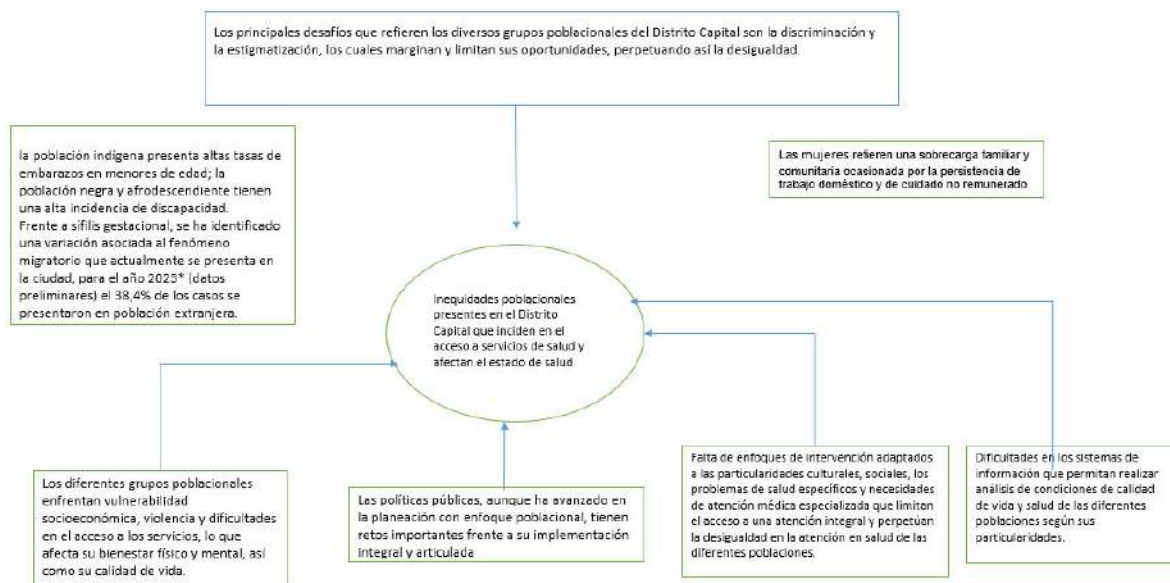 Los principales desafíos que refieren los diversos grupos poblacionales del Distrito Capital son la discriminación y
la estigmatización, los cuales marginan y limitan sus oportunidades, perpetuando así la desigualdad.
la población indígena presenta altas tasas de
embarazos en menores de edad; la
población negra y afrodescendiente tienen
una alta incidencia de discapacidad.
Frente a sífilis gestacional, se ha identificado
una variación asociada al fenómeno
migratorio que actualmente se presenta en
la ciudad, para el año 2023* (datos
preliminares) el 38,4% de los casos se
presentaron en población extranjera.
Las mujeres refieren una sobrecarga familiar y
comunitaria ocasionada por la persistencia de
trabajo doméstico y de cuidado no remunerado
Inequidades poblacionales
presentes en el Distrito
Capital que inciden en el
acceso a servicios de salud y
afectan el estado de salud
Los diferentes grupos poblacionales
enfrentan vulnerabilidad
socioeconómica, violencia y dificultades
en el acceso a los servicios, lo que
afecta su bienestar físico y mental, así
como su calidad de vida.
Las políticas públicas, aunque ha avanzado en
la planeación con enfoque poblacional, tienen
retos importantes frente a su implementación
integral y articulada
Falta de enfoques de intervención adaptados
a las particularidades culturales, sociales, los
problemas de salud específicos y necesidades
de atención médica especializada que limitan
el acceso a una atención integral y perpetúan
la desigualdad en la atención en salud de las
diferentes poblaciones.
Dificultades en los sistemas de
información que permitan realizar
análisis de condiciones de calidad
de vida y salud de las diferentes
poblaciones según sus
particularidades.